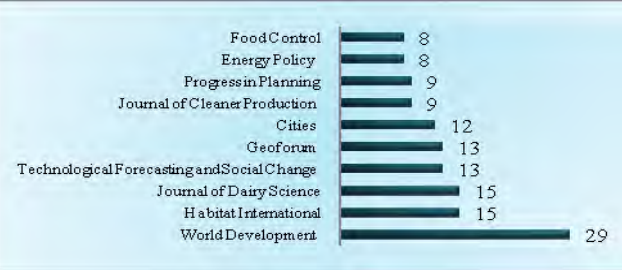 Food Control 8
Energy Policy 8
Progress in Planning 9
Journal of Cleaner Production 9
Cities 12
Geoforum 13
Technological Forecasting and Social Change 13
Journal of Dairy Science 15
Habitat International 15
World Development 29